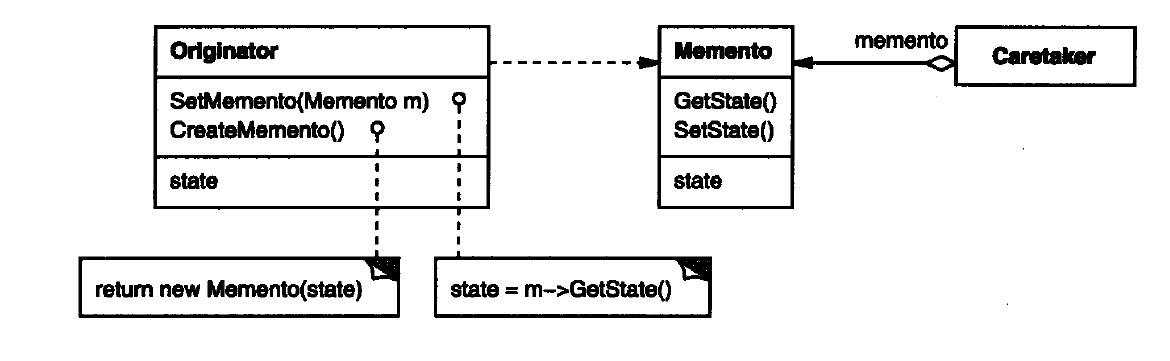 Originator
SetMemento(Memento m)
CreateMemento()
state
Memento
GetState()
SetState()
state
memento
Caretaker
return new Memento(state)
state = m->GetState()